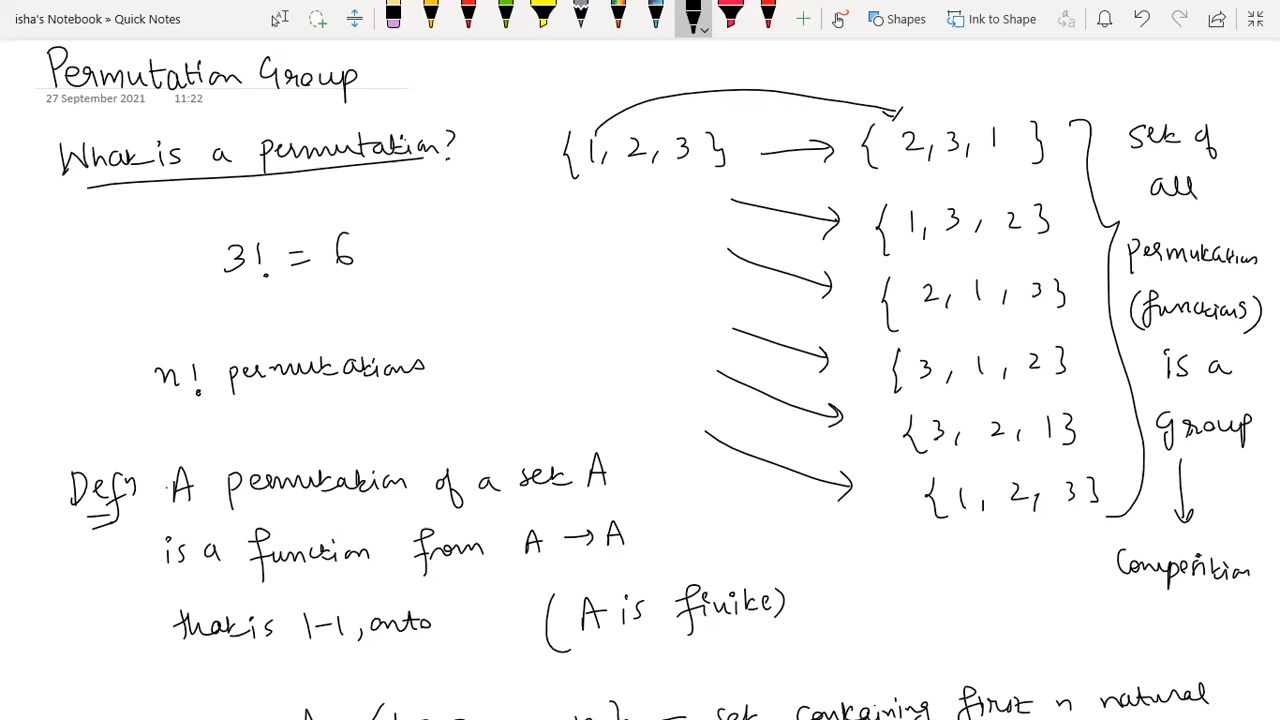 isha's Notebook » Quick Notes
Shapes
Ink to Shape
Permutation Group
27 September 2021 11:22
What is a permutation?
3! = 6
n! permutations
{1, 2, 3} → { 2, 3, 1 }
→ { 1, 3, 2 }
→ { 2, 1, 3 }
→ { 3, 1, 2 }
→ { 3, 2, 1 }
→ { 1, 2, 3 }
set of
all
permutation
(functions)
is a
group
↓
Composition
Defn A permutation of a set A
is a function from A → A
that is 1-1, onto (A is finite)
= set containing first n natural